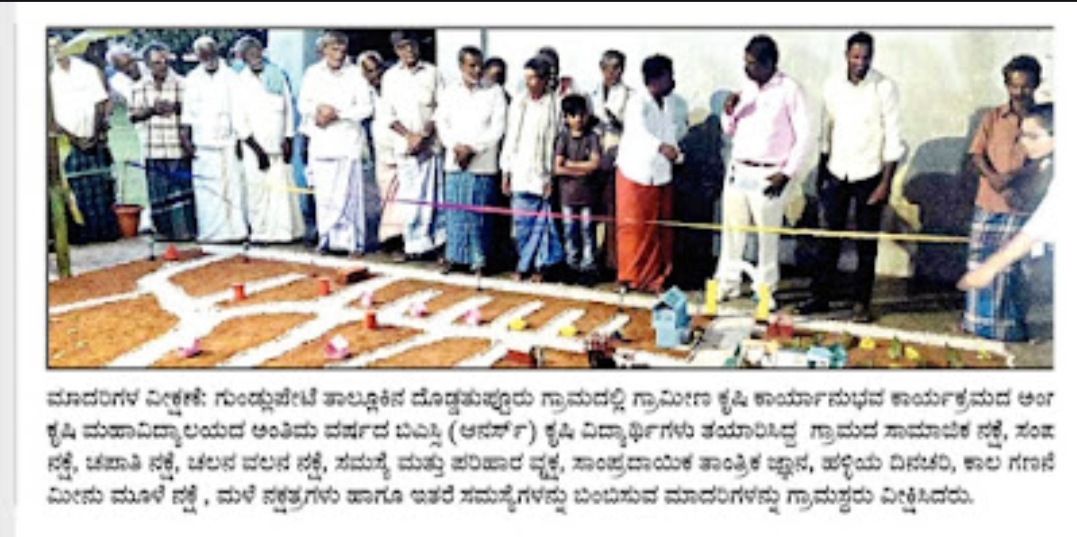 ಮಾದರಿಗಳ ವೀಕ್ಷಣೆ: ಗುಂಡ್ಲುಪೇಟೆ ತಾಲ್ಲೂಕಿನ ದೊಡ್ಡತುಪ್ಪೂರು ಗ್ರಾಮದಲ್ಲಿ ಗ್ರಾಮೀಣ ಕೃಷಿ ಕಾರ್ಯಾನುಭವ ಕಾರ್ಯಕ್ರಮದ ಅಂಗ
ಕೃಷಿ ಮಹಾವಿದ್ಯಾಲಯದ ಅಂತಿಮ ವರ್ಷದ ಬಿಎಸ್ಸಿ (ಆನರ್ಸ್) ಕೃಷಿ ವಿದ್ಯಾರ್ಥಿಗಳು ತಯಾರಿಸಿದ್ದ ಗ್ರಾಮದ ಸಾಮಾಜಿಕ ನಕ್ಷೆ, ಸಂಪ
ನಕ್ಷೆ, ಚಪಾತಿ ನಕ್ಷೆ, ಚಲನ ವಲನ ನಕ್ಷೆ, ಸಮಸ್ಯೆ ಮತ್ತು ಪರಿಹಾರ ವೃಕ್ಷ, ಸಾಂಪ್ರದಾಯಿಕ ತಾಂತ್ರಿಕ ಜ್ಞಾನ, ಹಳ್ಳಿಯ ದಿನಚರಿ, ಕಾಲ ಗಣನೆ
ಮೀನು ಮೂಳೆ ನಕ್ಷೆ, ಮಳೆ ನಕ್ಷತ್ರಗಳು ಹಾಗೂ ಇತರೆ ಸಮಸ್ಯೆಗಳನ್ನು ಬಿಂಬಿಸುವ ಮಾದರಿಗಳನ್ನು ಗ್ರಾಮಸ್ಥರು ವೀಕ್ಷಿಸಿದರು.